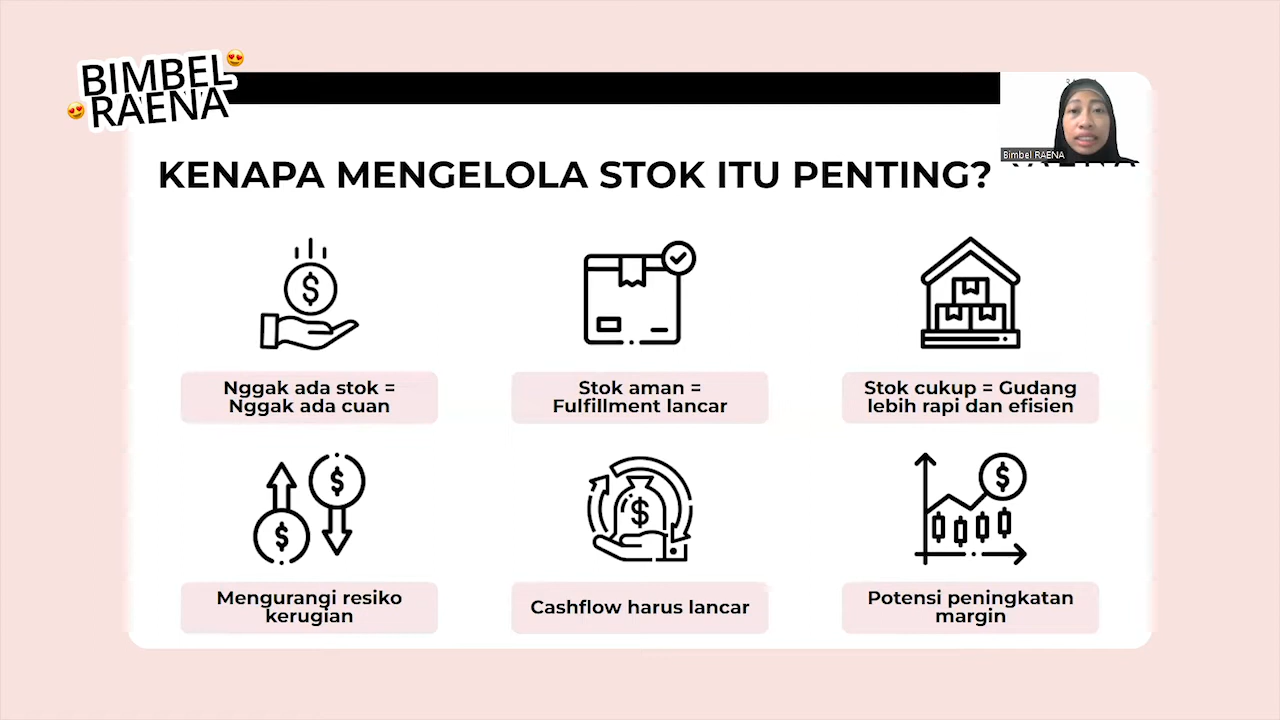 BIMBEL
RAENA
Bimbel RAENA
KENAPA MENGELOLA STOK ITU PENTING?
Nggak ada stok =
Nggak ada cuan
Stok aman =
Fulfillment lancar
Stok cukup = Gudang
lebih rapi dan efisien
Mengurangi resiko
kerugian
Cashflow harus lancar
Potensi peningkatan
margin